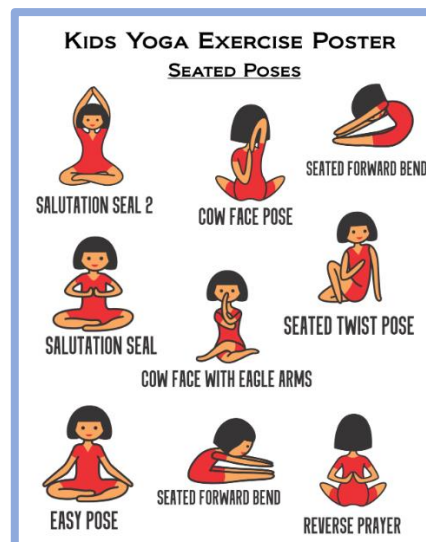 Kids Yoga Exercise Poster
Seated Poses
SALUTATION SEAL 2
COW FACE POSE
SEATED FORWARD BEND
SALUTATION SEAL
COW FACE WITH EAGLE ARMS
SEATED TWIST POSE
EASY POSE
SEATED FORWARD BEND
REVERSE PRAYER